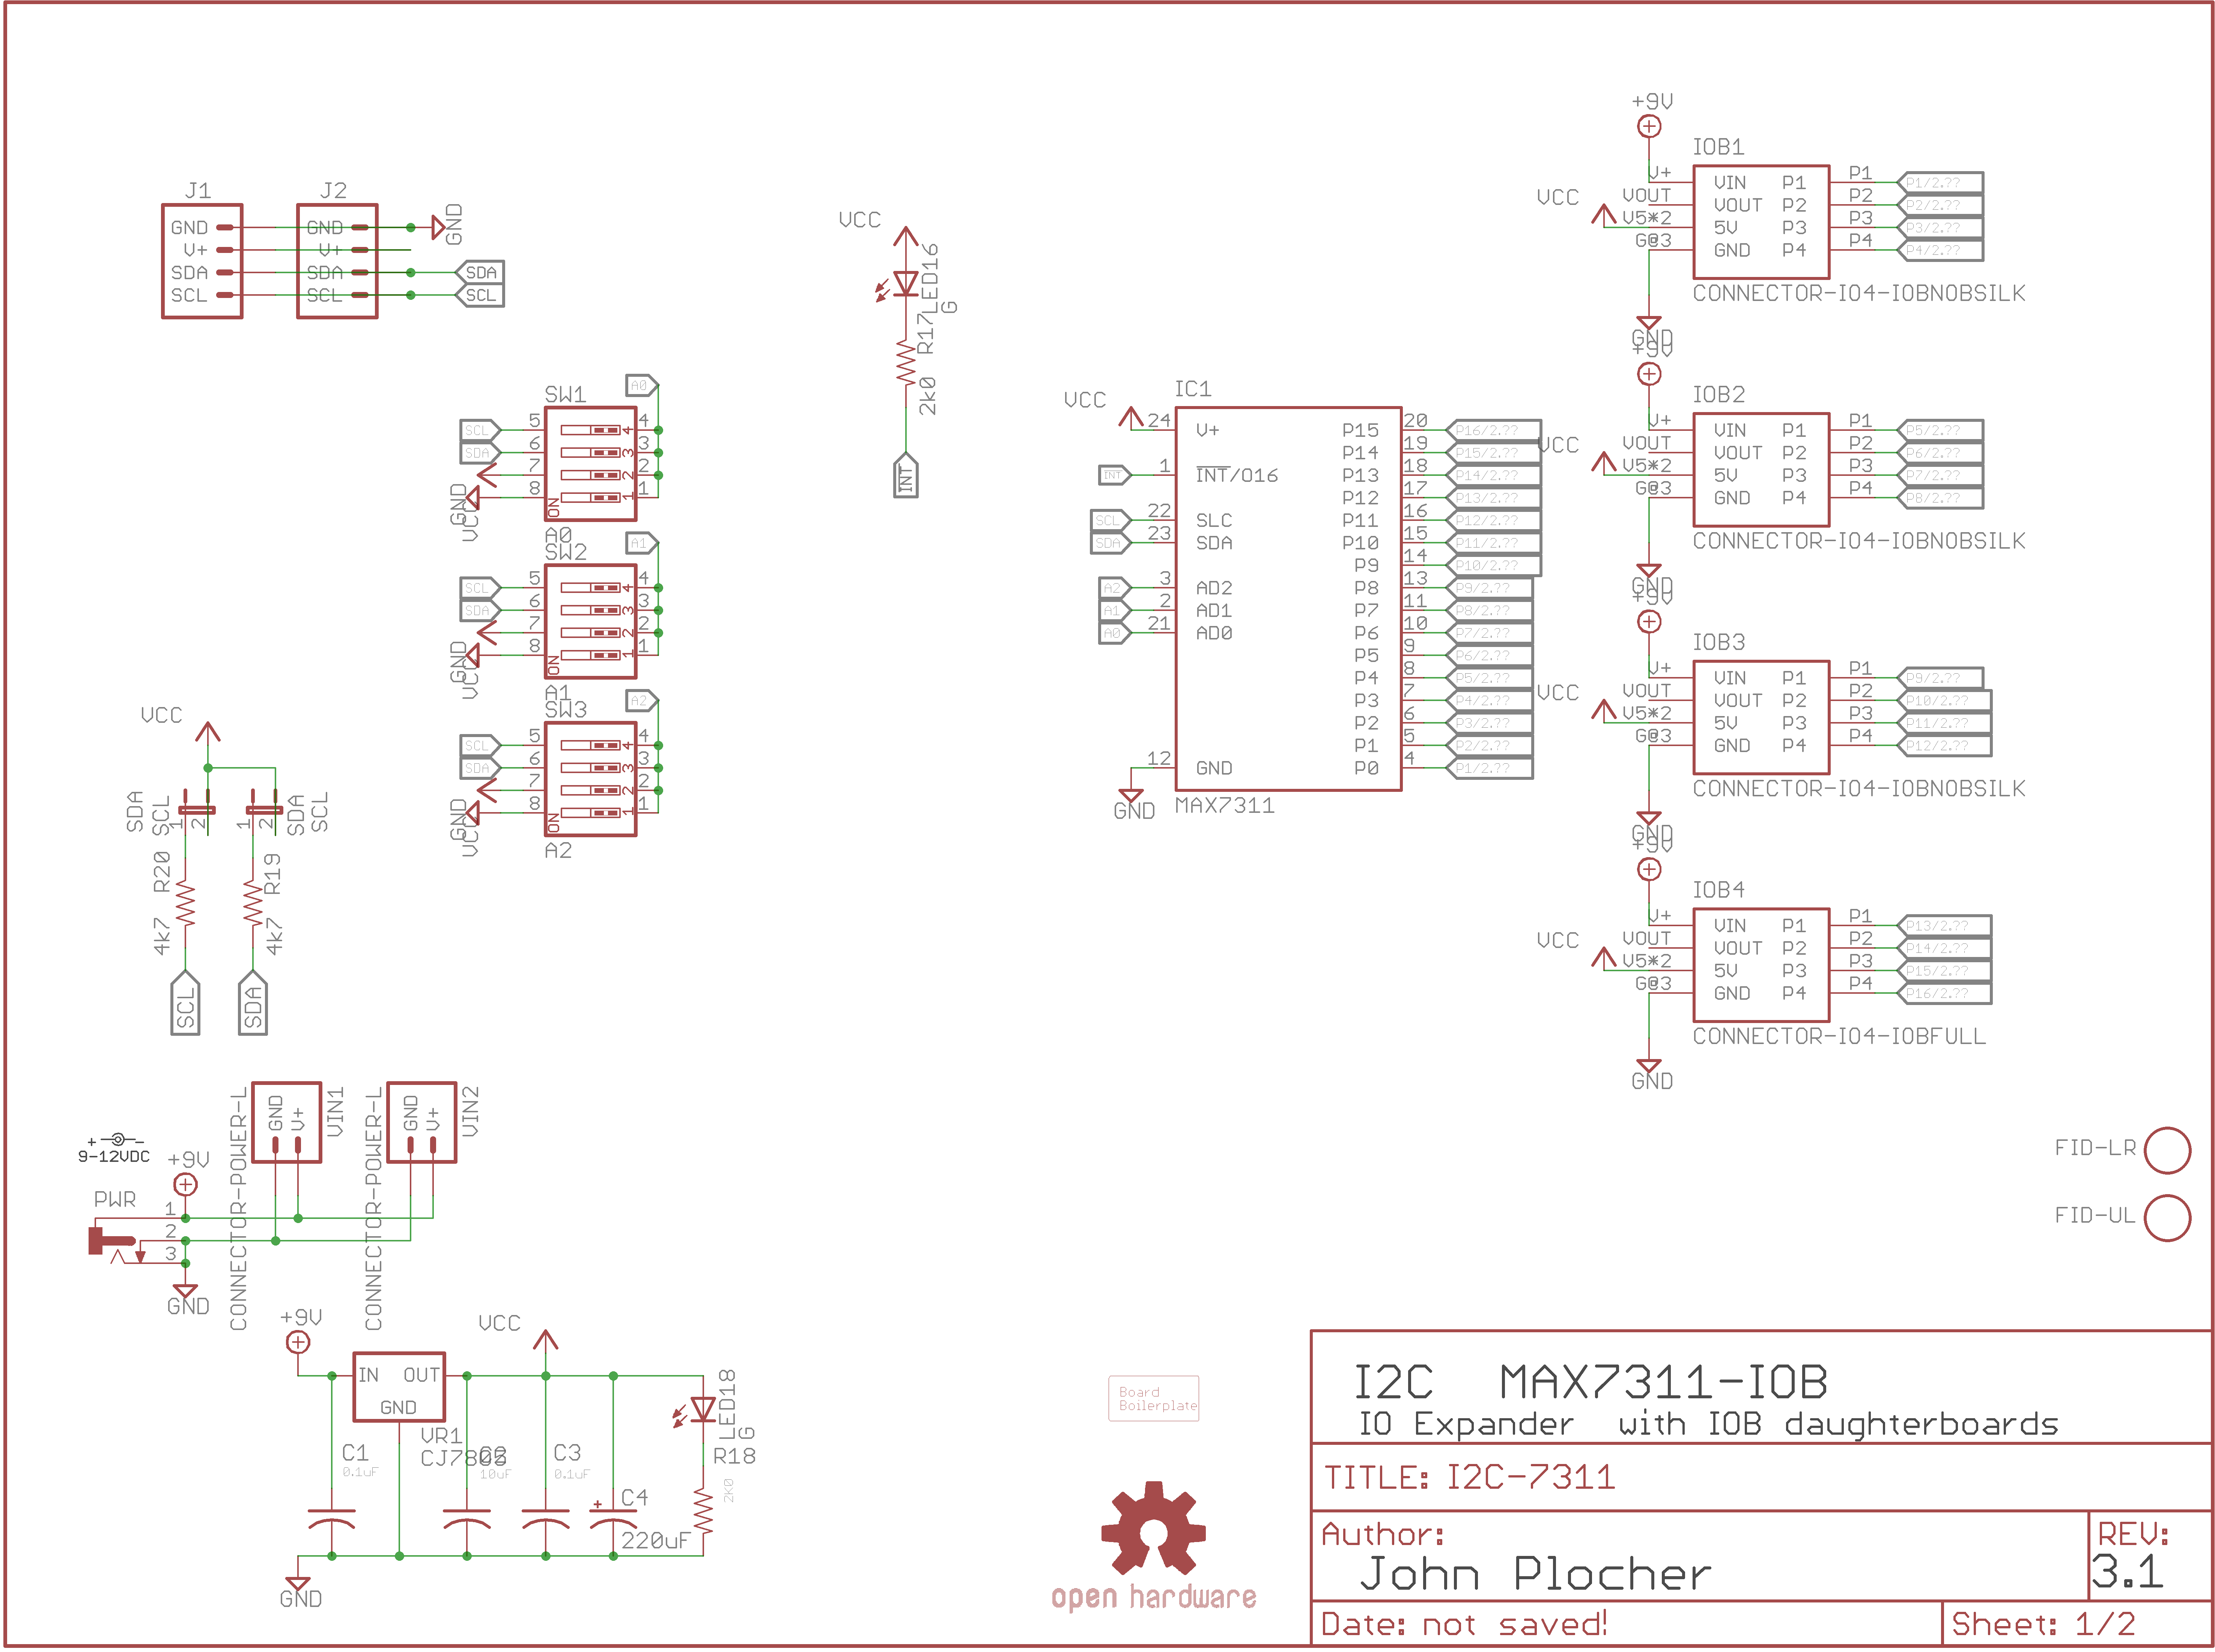 J1
GND
V+
SDA
SCL
J2
GND
V+
SDA
SCL
GND
SDA
SCL
VCC
LED16
G
R17
2k0
INT
SW1
A0
SCL
SDA
5
6
7
8
4
3
2
1
4
3
2
1
ON
GND
VCC
A0
SW2
A1
SCL
SDA
5
6
7
8
4
3
2
1
4
3
2
1
ON
GND
VCC
A1
SW3
A2
SCL
SDA
5
6
7
8
4
3
2
1
4
3
2
1
ON
GND
VCC
A2
VCC
SDA
SCL
1
2
1
2
SDA
SCL
R20
4k7
R19
4k7
SCL
SDA
IC1
VCC
24 V+
INT 1 INT/O16
SCL 22 SLC
SDA 23 SDA
A2 3 AD2
A1 2 AD1
A0 21 AD0
12 GND
GND
P15 20 P16/2.??
P14 19 P15/2.??
P13 18 P14/2.??
P12 17 P13/2.??
P11 16 P12/2.??
P10 15 P11/2.??
P9 14 P10/2.??
P8 13 P9/2.??
P7 11 P8/2.??
P6 10 P7/2.??
P5 9 P6/2.??
P4 8 P5/2.??
P3 7 P4/2.??
P2 6 P3/2.??
P1 5 P2/2.??
P0 4 P1/2.??
MAX7311
+9V
IOB1
VCC
V+ VIN P1 P1 P1/2.??
VOUT VOUT P2 P2 P2/2.??
V5*2 5V P3 P3 P3/2.??
G@3 GND P4 P4 P4/2.??
CONNECTOR-IO4-IOBNOBSILK
GND
+9V
IOB2
VCC
V+ VIN P1 P1 P5/2.??
VOUT VOUT P2 P2 P6/2.??
V5*2 5V P3 P3 P7/2.??
G@3 GND P4 P4 P8/2.??
CONNECTOR-IO4-IOBNOBSILK
GND
+9V
IOB3
VCC
V+ VIN P1 P1 P9/2.??
VOUT VOUT P2 P2 P10/2.??
V5*2 5V P3 P3 P11/2.??
G@3 GND P4 P4 P12/2.??
CONNECTOR-IO4-IOBNOBSILK
GND
+9V
IOB4
VCC
V+ VIN P1 P1 P13/2.??
VOUT VOUT P2 P2 P14/2.??
V5*2 5V P3 P3 P15/2.??
G@3 GND P4 P4 P16/2.??
CONNECTOR-IO4-IOBFULL
GND
FID-LR
FID-UL
+ -
9-12VDC
+9V
PWR
1
2
3
GND
CONNECTOR-POWER-L
GND
V+
VIN1
CONNECTOR-POWER-L
GND
V+
VIN2
+9V
VCC
IN OUT
GND
VR1
CJ7805
C1
0.1uF
C2
10uF
C3
0.1uF
+
C4
220uF
LED18
G
R18
2K0
GND
Board
Boilerplate
open hardware
I2C MAX7311-IOB
IO Expander with IOB daughterboards
TITLE: I2C-7311
Author:
John Plocher
REV:
3.1
Date: not saved!
Sheet: 1/2